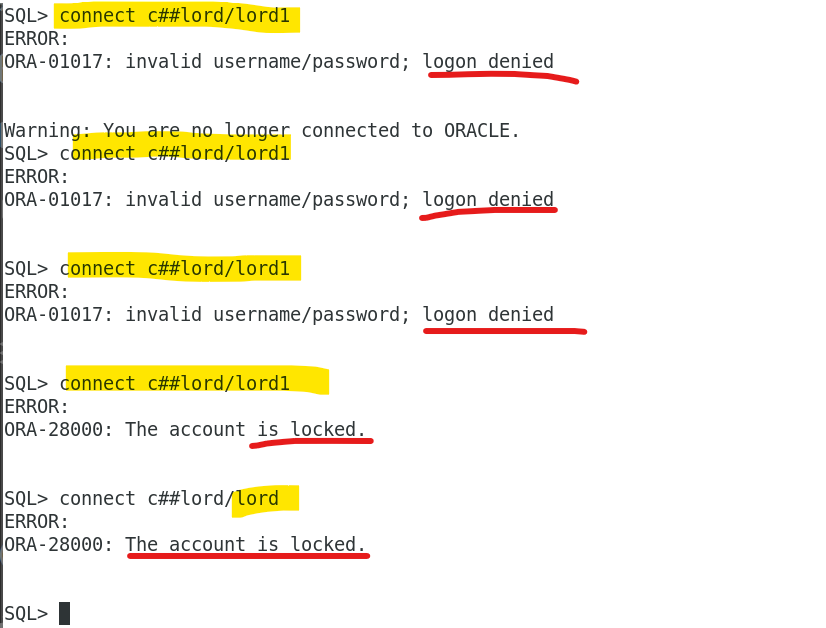 SQL> connect c##lord/lord1
ERROR:
ORA-01017: invalid username/password; logon denied
Warning: You are no longer connected to ORACLE.
SQL> connect c##lord/lord1
ERROR:
ORA-01017: invalid username/password; logon denied
SQL> connect c##lord/lord1
ERROR:
ORA-01017: invalid username/password; logon denied
SQL> connect c##lord/lord1
ERROR:
ORA-28000: The account is locked.
SQL> connect c##lord/lord
ERROR:
ORA-28000: The account is locked.
SQL>